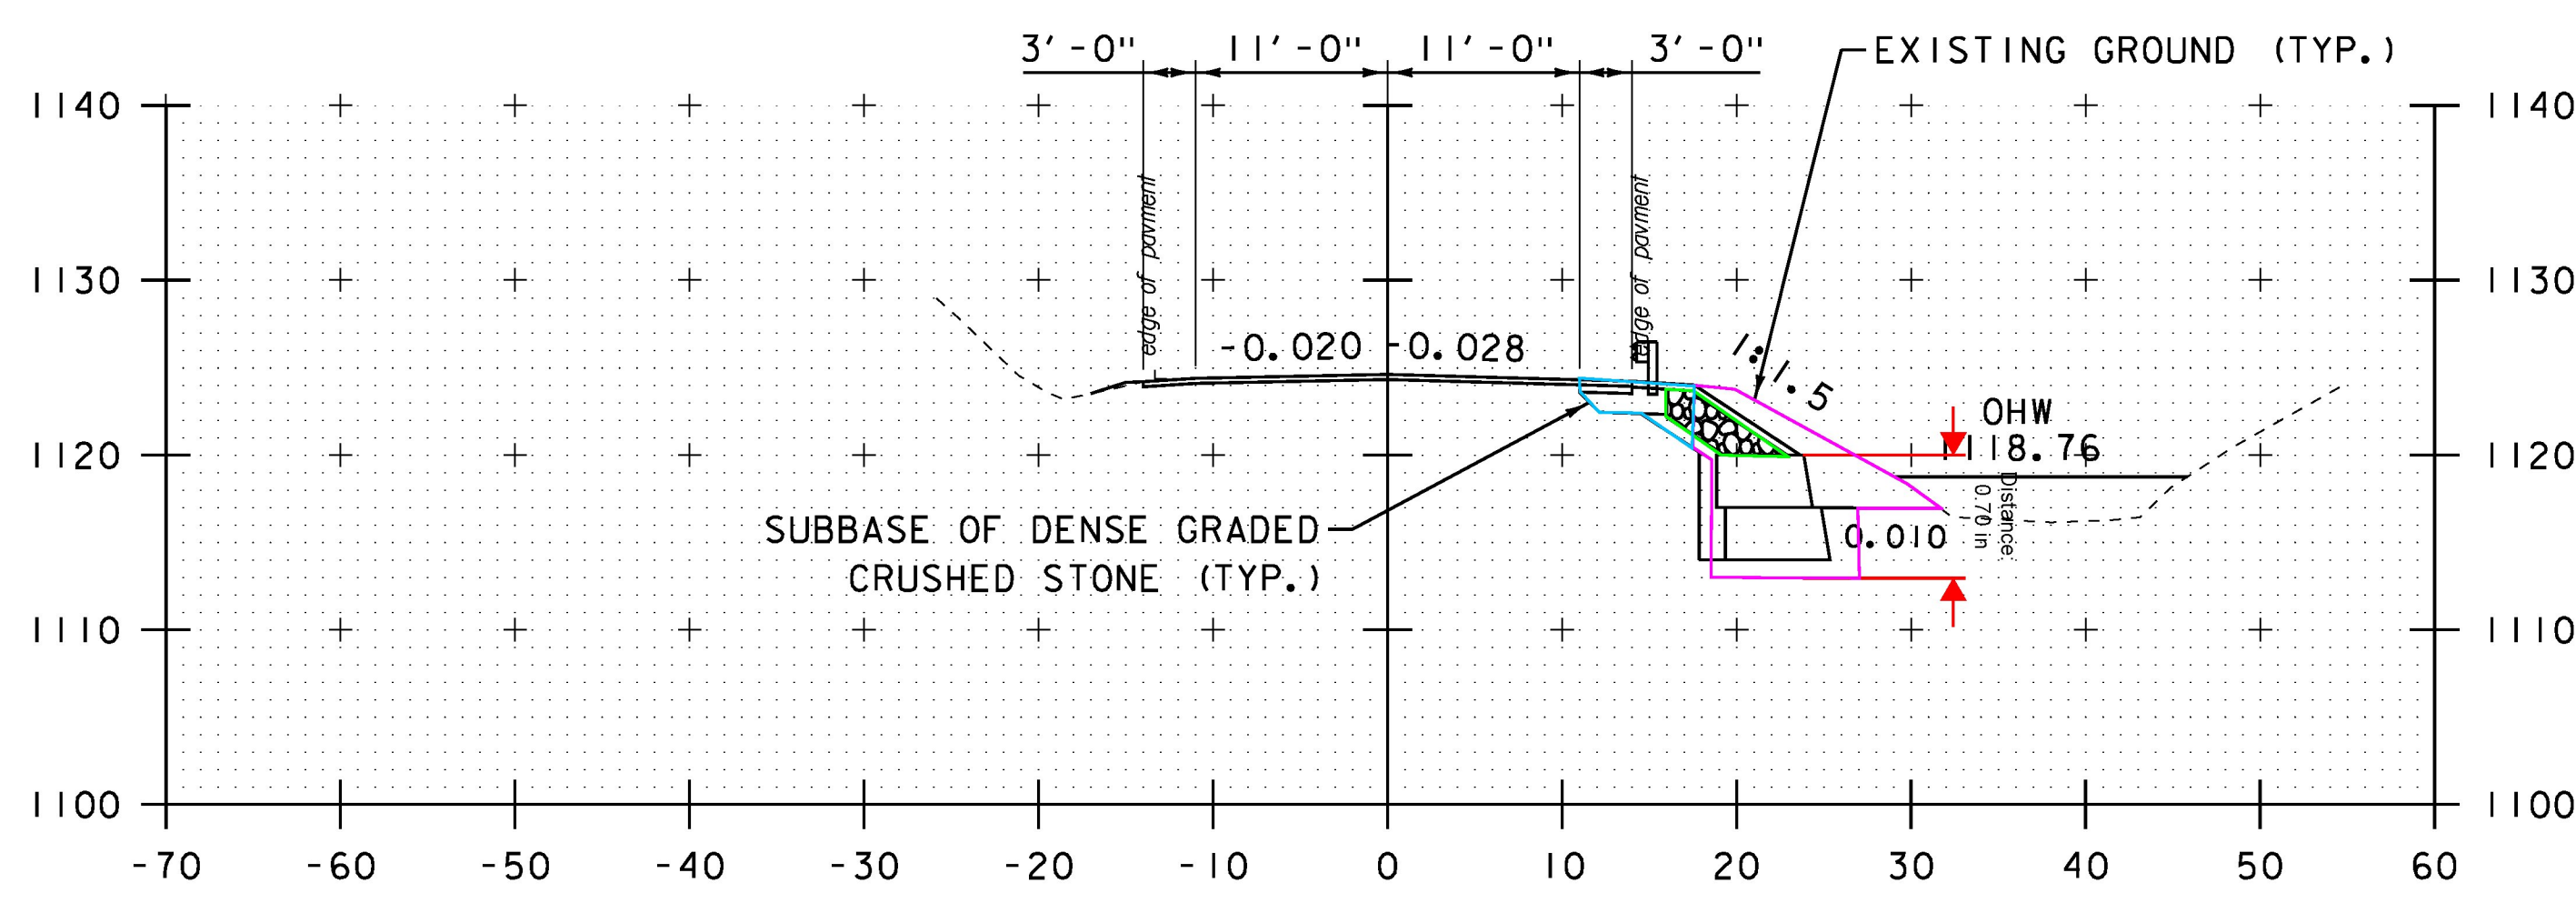 3'-0" 11'-0" 11'-0" 3'-0"
EXISTING GROUND (TYP.)
1140 1140
edge of pavment
edge of pavment
1130 1130
-0.020 -0.028
1:1.5
OHW
1118.76
1120 1120
Distance:
0.70 in
SUBBASE OF DENSE GRADED
CRUSHED STONE (TYP.)
0.010
1110 1110
1100 1100
-70 -60 -50 -40 -30 -20 -10 0 10 20 30 40 50 60